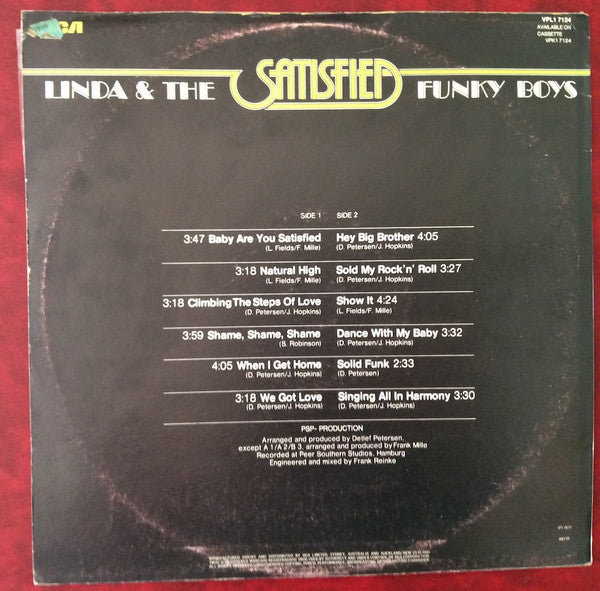 RCA
VPL1 7124
AVAILABLE ON
CASSETTE
VPK1 7124
LINDA & THE SATISFIED FUNKY BOYS
SIDE 1 SIDE 2
3:47 Baby Are You Satisfied
(L. Fields/F. Mille)
Hey Big Brother 4:05
(D. Petersen/J. Hopkins)
3:18 Natural High
(L. Fields/F. Mille)
Sold My Rock'n' Roll 3:27
(D. Petersen/J. Hopkins)
3:18 Climbing The Steps Of Love
(D. Petersen/J. Hopkins)
Show It 4:24
(L. Fields/F. Mille)
3:59 Shame, Shame, Shame
(S. Robinson)
Dance With My Baby 3:32
(D. Petersen/J. Hopkins)
4:05 When I Get Home
(D. Petersen/J. Hopkins)
Solid Funk 2:33
(D. Petersen)
3:18 We Got Love
(D. Petersen/J. Hopkins)
Singing All In Harmony 3:30
(D. Petersen/J. Hopkins)
PSP- PRODUCTION
Arranged and produced by Detlef Petersen,
except A 1/A 2/B 3, arranged and produced by Frank Mille
Recorded at Peer Southern Studios, Hamburg
Engineered and mixed by Frank Reinke